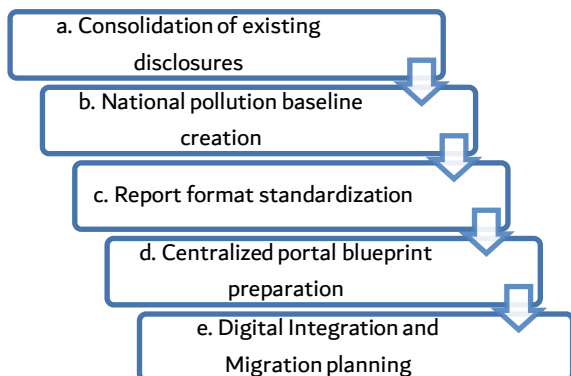 a. Consolidation of existing
disclosures
b. National pollution baseline
creation
c. Report format standardization
d. Centralized portal blueprint
preparation
e. Digital Integration and
Migration planning